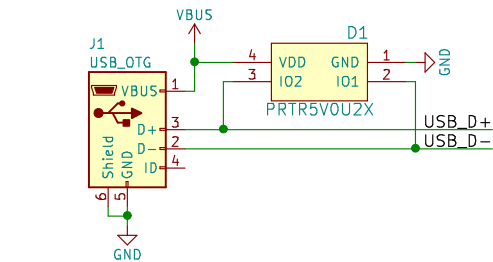 VBUS
J1
USB_OTG
D1
4 VDD GND 1
3 IO2 IO1 2
GND
PRTR5V0U2X
VBUS 1
D+ 3
D- 2
ID 4
Shield
GND
6
5
USB_D+
USB_D-
GND